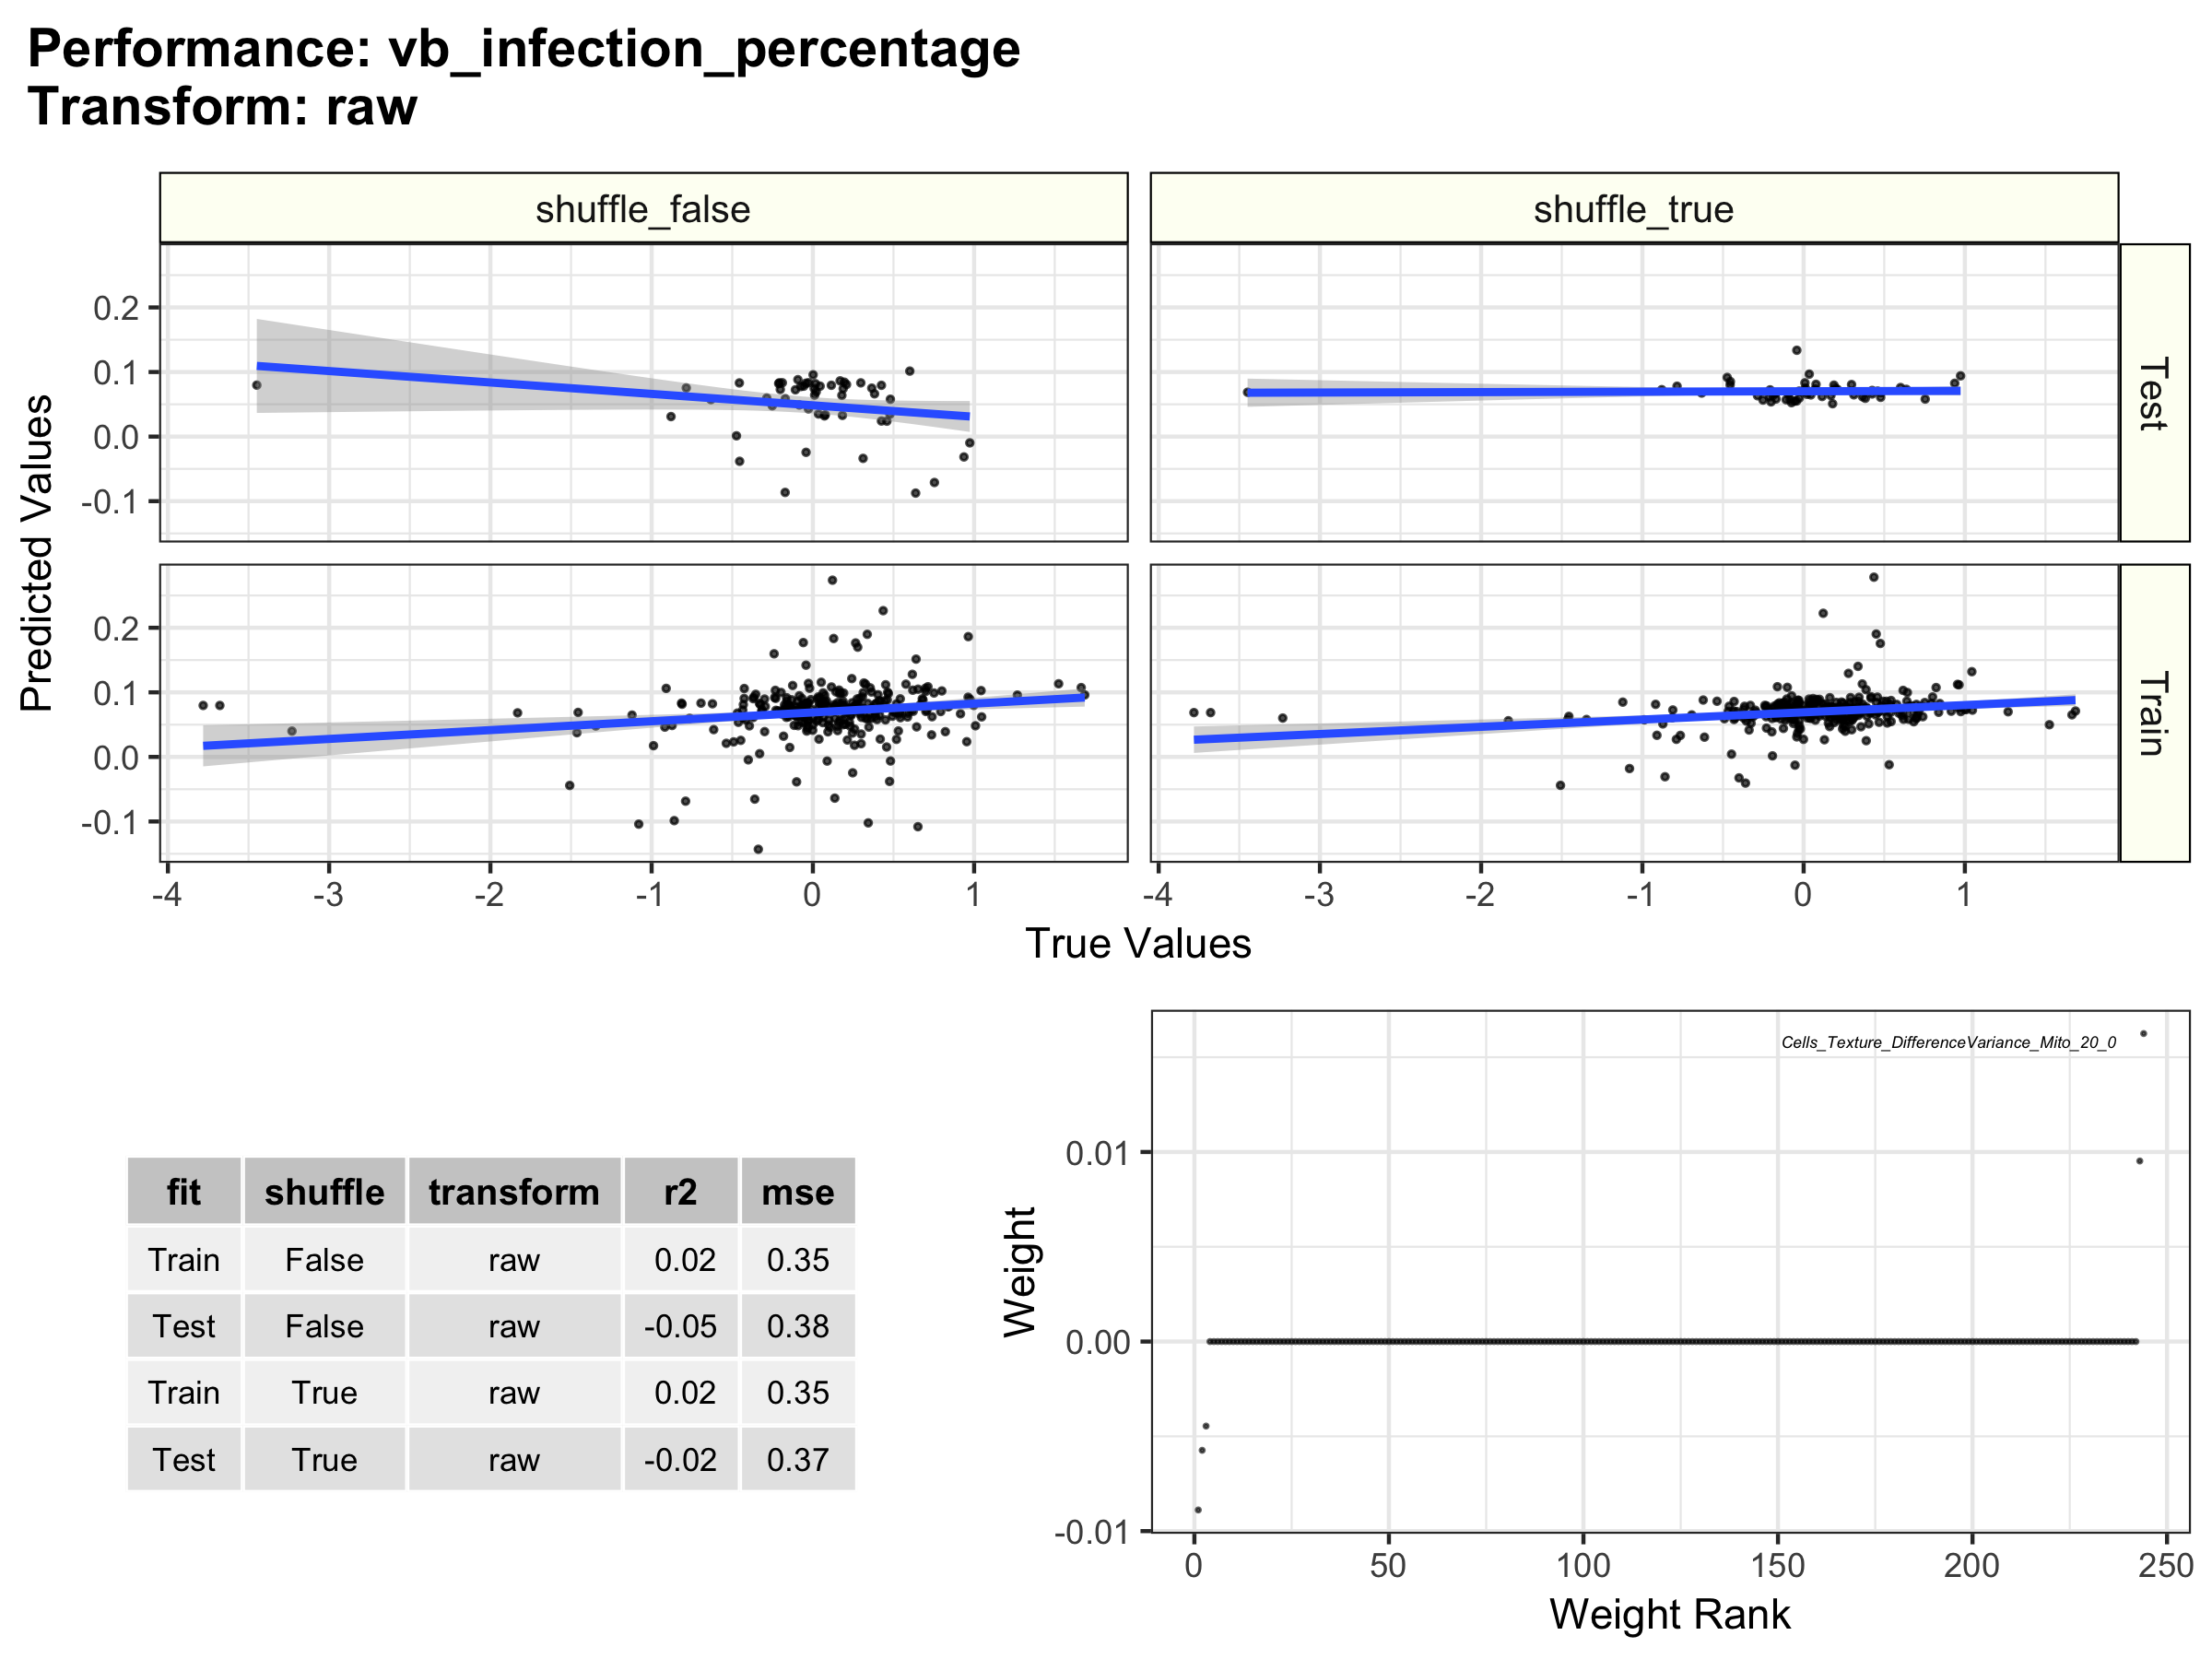 Performance: vb_infection_percentage
Transform: raw
shuffle_false
shuffle_true
0.2
0.1
0.0
-0.1
Test
0.2
0.1
0.0
-0.1
Train
Predicted Values
-4 -3 -2 -1 0 1
-4 -3 -2 -1 0 1
True Values
fit shuffle transform r2 mse
Train False raw 0.02 0.35
Test False raw -0.05 0.38
Train True raw 0.02 0.35
Test True raw -0.02 0.37
Cells_Texture_DifferenceVariance_Mito_20_0
0.01
0.00
-0.01
Weight
0 50 100 150 200 250
Weight Rank